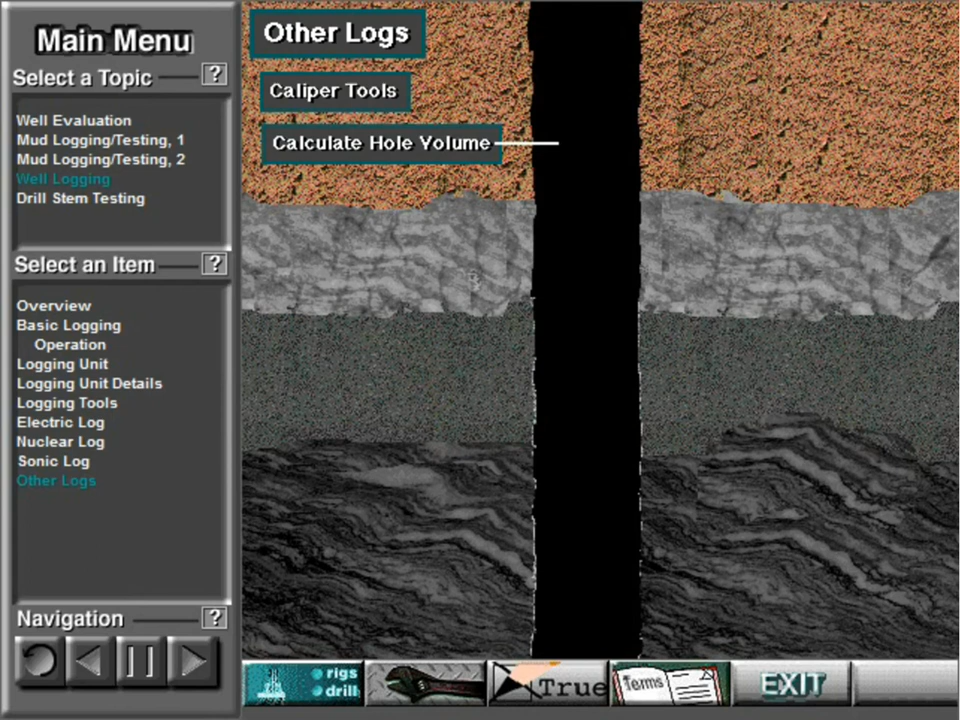 Main Menu
Select a Topic ?
Well Evaluation
Mud Logging/Testing, 1
Mud Logging/Testing, 2
Well Logging
Drill Stem Testing
Select an Item ?
Overview
Basic Logging
Operation
Logging Unit
Logging Unit Details
Logging Tools
Electric Log
Nuclear Log
Sonic Log
Other Logs
Navigation ?
Other Logs
Caliper Tools
Calculate Hole Volume
rigs
drill
True
Terms
EXIT